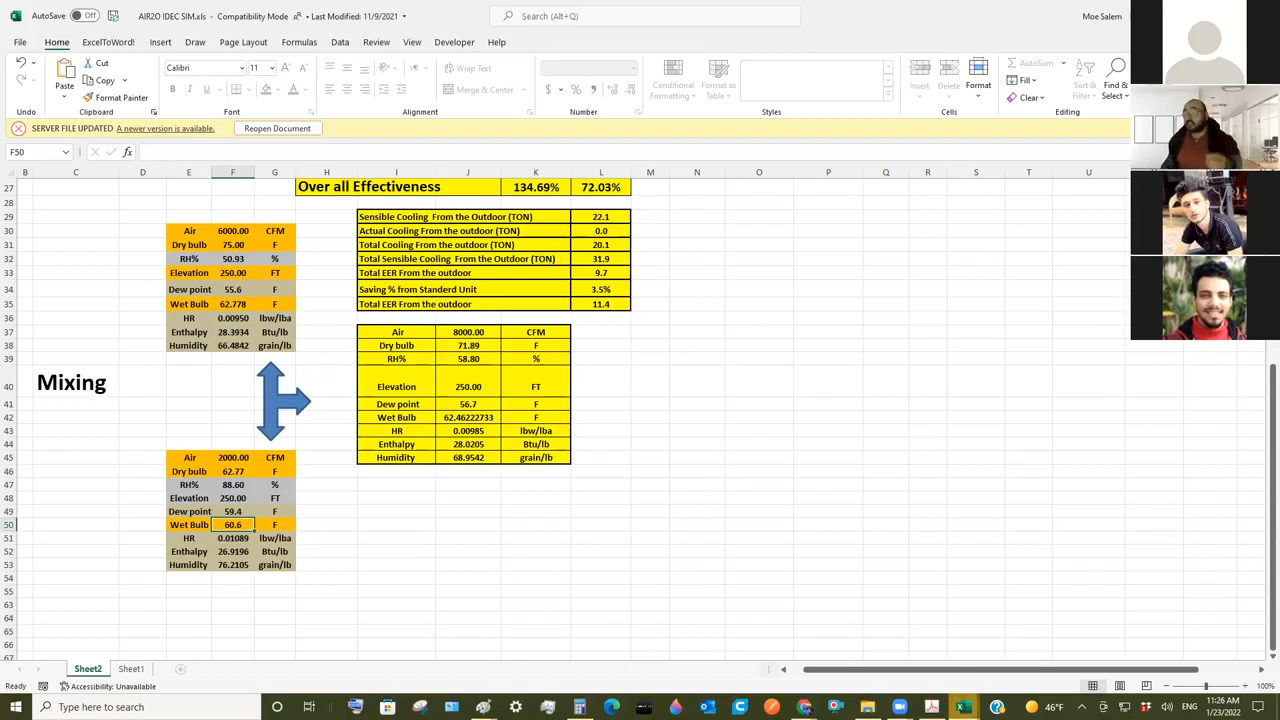 AutoSave Off AIR2O IDEC SIM.xls - Compatibility Mode • Last Modified: 11/9/2021 Search (Alt+Q) Moe Salem
File Home ExcelToWord! Insert Draw Page Layout Formulas Data Review View Developer Help
Cut Calibri 11 Wrap Text AutoSum
Paste Copy Conditional Format as Insert Delete Format Fill Sort & Find &
Format Painter Merge & Center Formatting Table Clear Filter Select
Undo Clipboard Font Alignment Number Styles Cells Editing
SERVER FILE UPDATED A newer version is available. Reopen Document
F50 fx
B C D E F G H I J K L M N O P Q R S T U
27 Over all Effectiveness 134.69% 72.03%
28
29 Sensible Cooling From the Outdoor (TON) 22.1
30 Air 6000.00 CFM Actual Cooling From the outdoor (TON) 0.0
31 Dry bulb 75.00 F Total Cooling From the outdoor (TON) 20.1
32 RH% 50.93 % Total Sensible Cooling From the Outdoor (TON) 31.9
33 Elevation 250.00 FT Total EER From the outdoor 9.7
34 Dew point 55.6 F Saving % from Standerd Unit 3.5%
35 Wet Bulb 62.778 F Total EER From the outdoor 11.4
36 HR 0.00950 lbw/lba
37 Enthalpy 28.3934 Btu/lb Air 8000.00 CFM
38 Humidity 66.4842 grain/lb Dry bulb 71.89 F
39 RH% 58.80 %
40 Mixing Elevation 250.00 FT
41 Dew point 56.7 F
42 Wet Bulb 62.46222733 F
43 HR 0.00985 lbw/lba
44 Enthalpy 28.0205 Btu/lb
45 Air 2000.00 CFM Humidity 68.9542 grain/lb
46 Dry bulb 62.77 F
47 RH% 88.60 %
48 Elevation 250.00 FT
49 Dew point 59.4 F
50 Wet Bulb 60.6 F
51 HR 0.01089 lbw/lba
52 Enthalpy 26.9196 Btu/lb
53 Humidity 76.2105 grain/lb
54
55
63
64
65
66
67
Sheet2 Sheet1
Ready Accessibility: Unavailable 100%
Type here to search 46°F 11:26 AM
1/23/2022